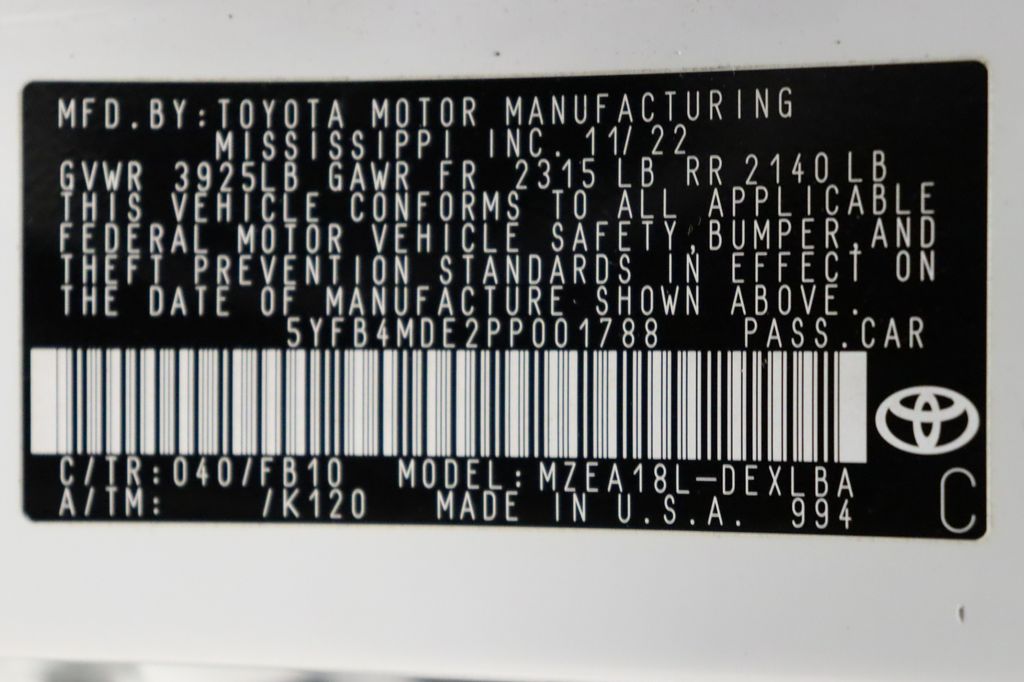 MFD.BY:TOYOTA MOTOR MANUFACTURING
MISSISSIPPI INC. 11/22
GVWR 3925LB GAWR FR 2315 LB RR 2140 LB
THIS VEHICLE CONFORMS TO ALL APPLICABLE
FEDERAL MOTOR VEHICLE SAFETY,BUMPER,AND
THEFT PREVENTION STANDARDS IN EFFECT ON
THE DATE OF MANUFACTURE SHOWN ABOVE.
5YFB4MDE2PP001788 PASS.CAR
C/TR:040/FB10 MODEL:MZEA18L-DEXLBA
A/TM: /K120 MADE IN U.S.A. 994 C